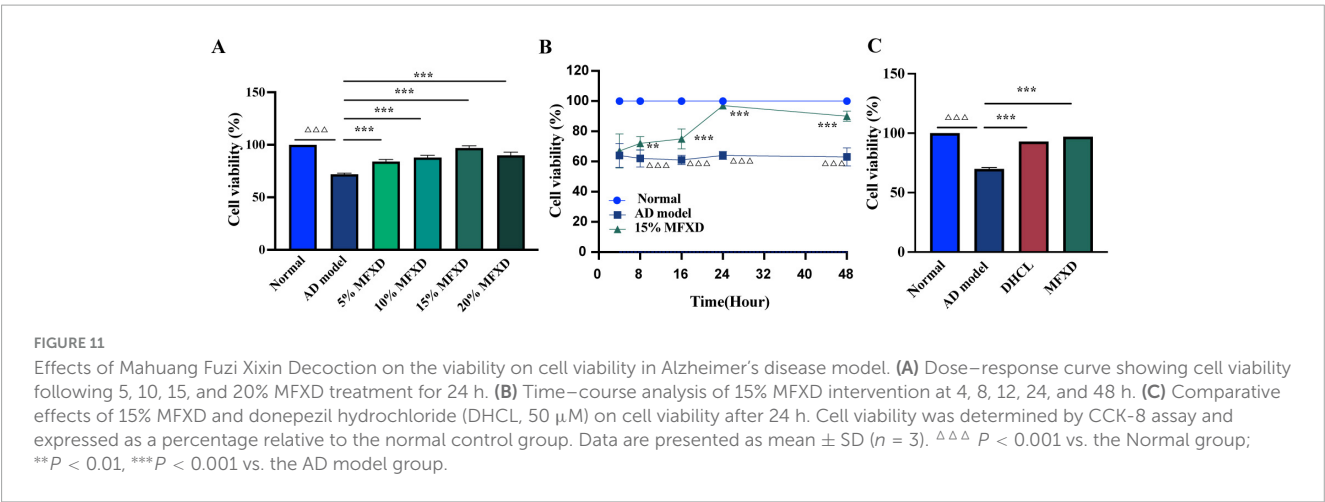 A
Cell viability (%)
150
100
50
0
△△△
***
***
***
***
Normal
AD model
5% MFXD
10% MFXD
15% MFXD
20% MFXD
B
Cell viability (%)
120
100
80
60
40
20
0
**
***
***
***
△△△
△△△
△△△
△△△
Normal
AD model
15% MFXD
0 8 16 24 32 40 48
Time(Hour)
C
Cell viability (%)
150
100
50
0
△△△
***
***
Normal
AD model
DHCL
MFXD
FIGURE 11
Effects of Mahuang Fuzi Xixin Decoction on the viability on cell viability in Alzheimer’s disease model. (A) Dose–response curve showing cell viability
following 5, 10, 15, and 20% MFXD treatment for 24 h. (B) Time–course analysis of 15% MFXD intervention at 4, 8, 12, 24, and 48 h. (C) Comparative
effects of 15% MFXD and donepezil hydrochloride (DHCL, 50 μM) on cell viability after 24 h. Cell viability was determined by CCK-8 assay and
expressed as a percentage relative to the normal control group. Data are presented as mean ± SD (n = 3). △△△ P < 0.001 vs. the Normal group;
**P < 0.01, ***P < 0.001 vs. the AD model group.